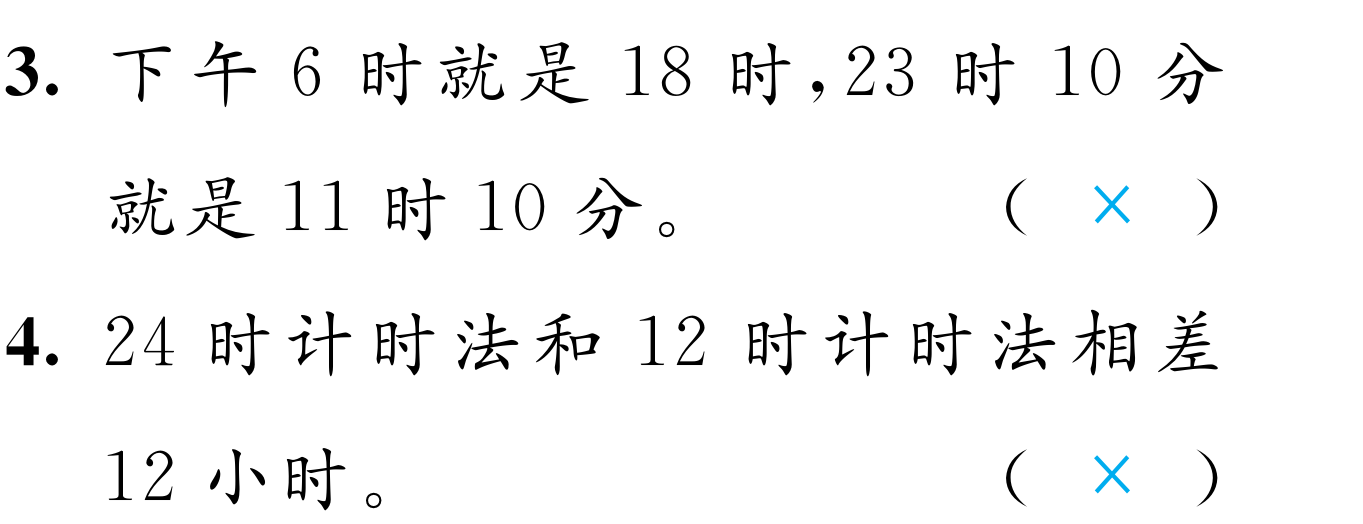 3. 下午 6 时就是 18 时,23 时 10 分
就是 11 时 10 分。 ( × )
4. 24 时计时法和 12 时计时法相差
12 小时。 ( × )